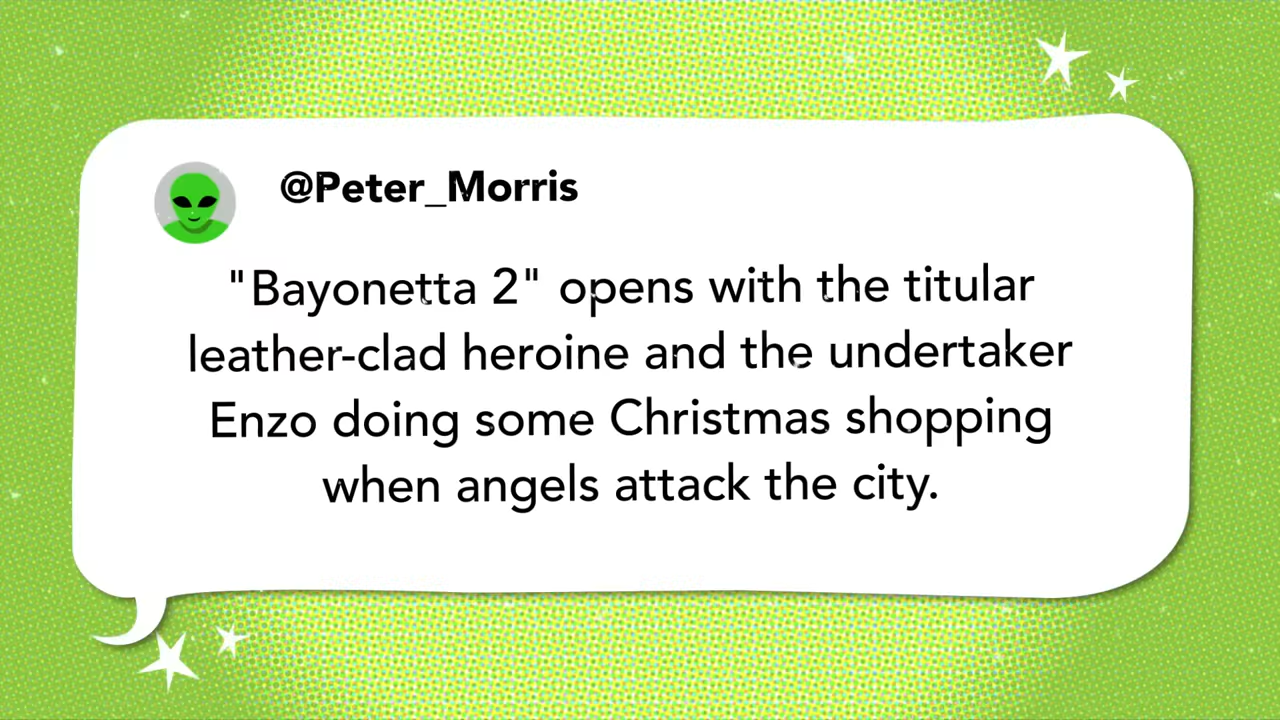 @Peter_Morris
"Bayonetta 2" opens with the titular
leather-clad heroine and the undertaker
Enzo doing some Christmas shopping
when angels attack the city.